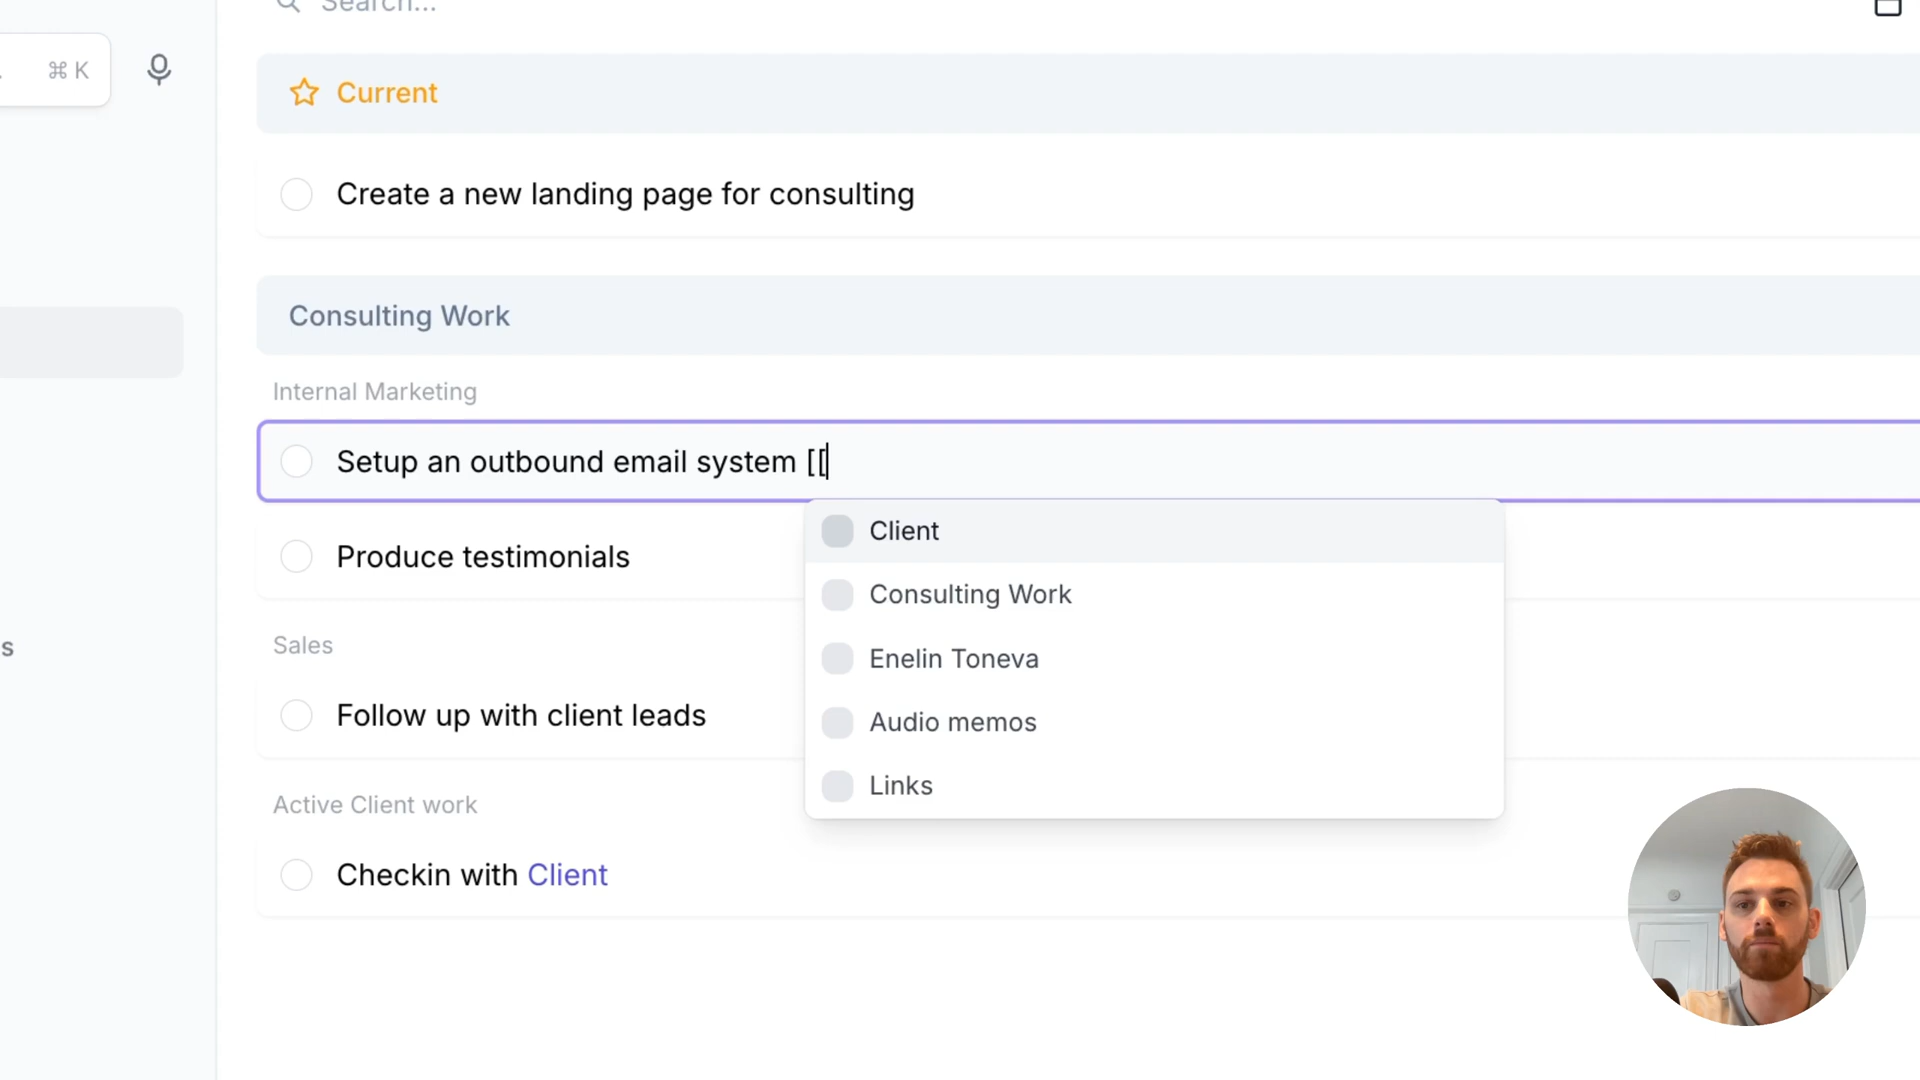 Search...
⌘ K
Current
Create a new landing page for consulting
Consulting Work
Internal Marketing
Setup an outbound email system [[
Client
Consulting Work
Enelin Toneva
Audio memos
Links
Produce testimonials
Sales
s
Follow up with client leads
Active Client work
Checkin with Client